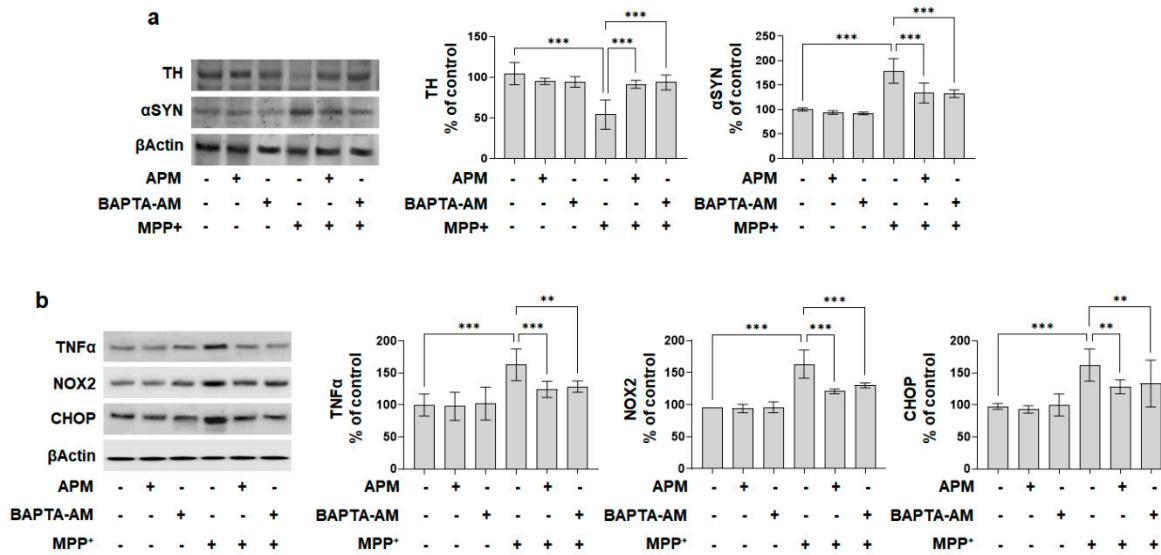 a
TH
αSYN
βActin
APM - + - - + -
BAPTA-AM - - + - - +
MPP+ - - - + + +
TH
% of control
150
100
50
0
*** *** ***
APM - + - - + -
BAPTA-AM - - + - - +
MPP+ - - - + + +
αSYN
% of control
250
200
150
100
50
0
*** *** ***
APM - + - - + -
BAPTA-AM - - + - - +
MPP+ - - - + + +
b
TNFα
NOX2
CHOP
βActin
APM - + - - + -
BAPTA-AM - - + - - +
MPP⁺ - - - + + +
TNFα
% of control
200
150
100
50
0
*** *** **
APM - + - - + -
BAPTA-AM - - + - - +
MPP⁺ - - - + + +
NOX2
% of control
200
150
100
50
0
*** *** ***
APM - + - - + -
BAPTA-AM - - + - - +
MPP⁺ - - - + + +
CHOP
% of control
200
150
100
50
0
*** ** **
APM - + - - + -
BAPTA-AM - - + - - +
MPP⁺ - - - + + +